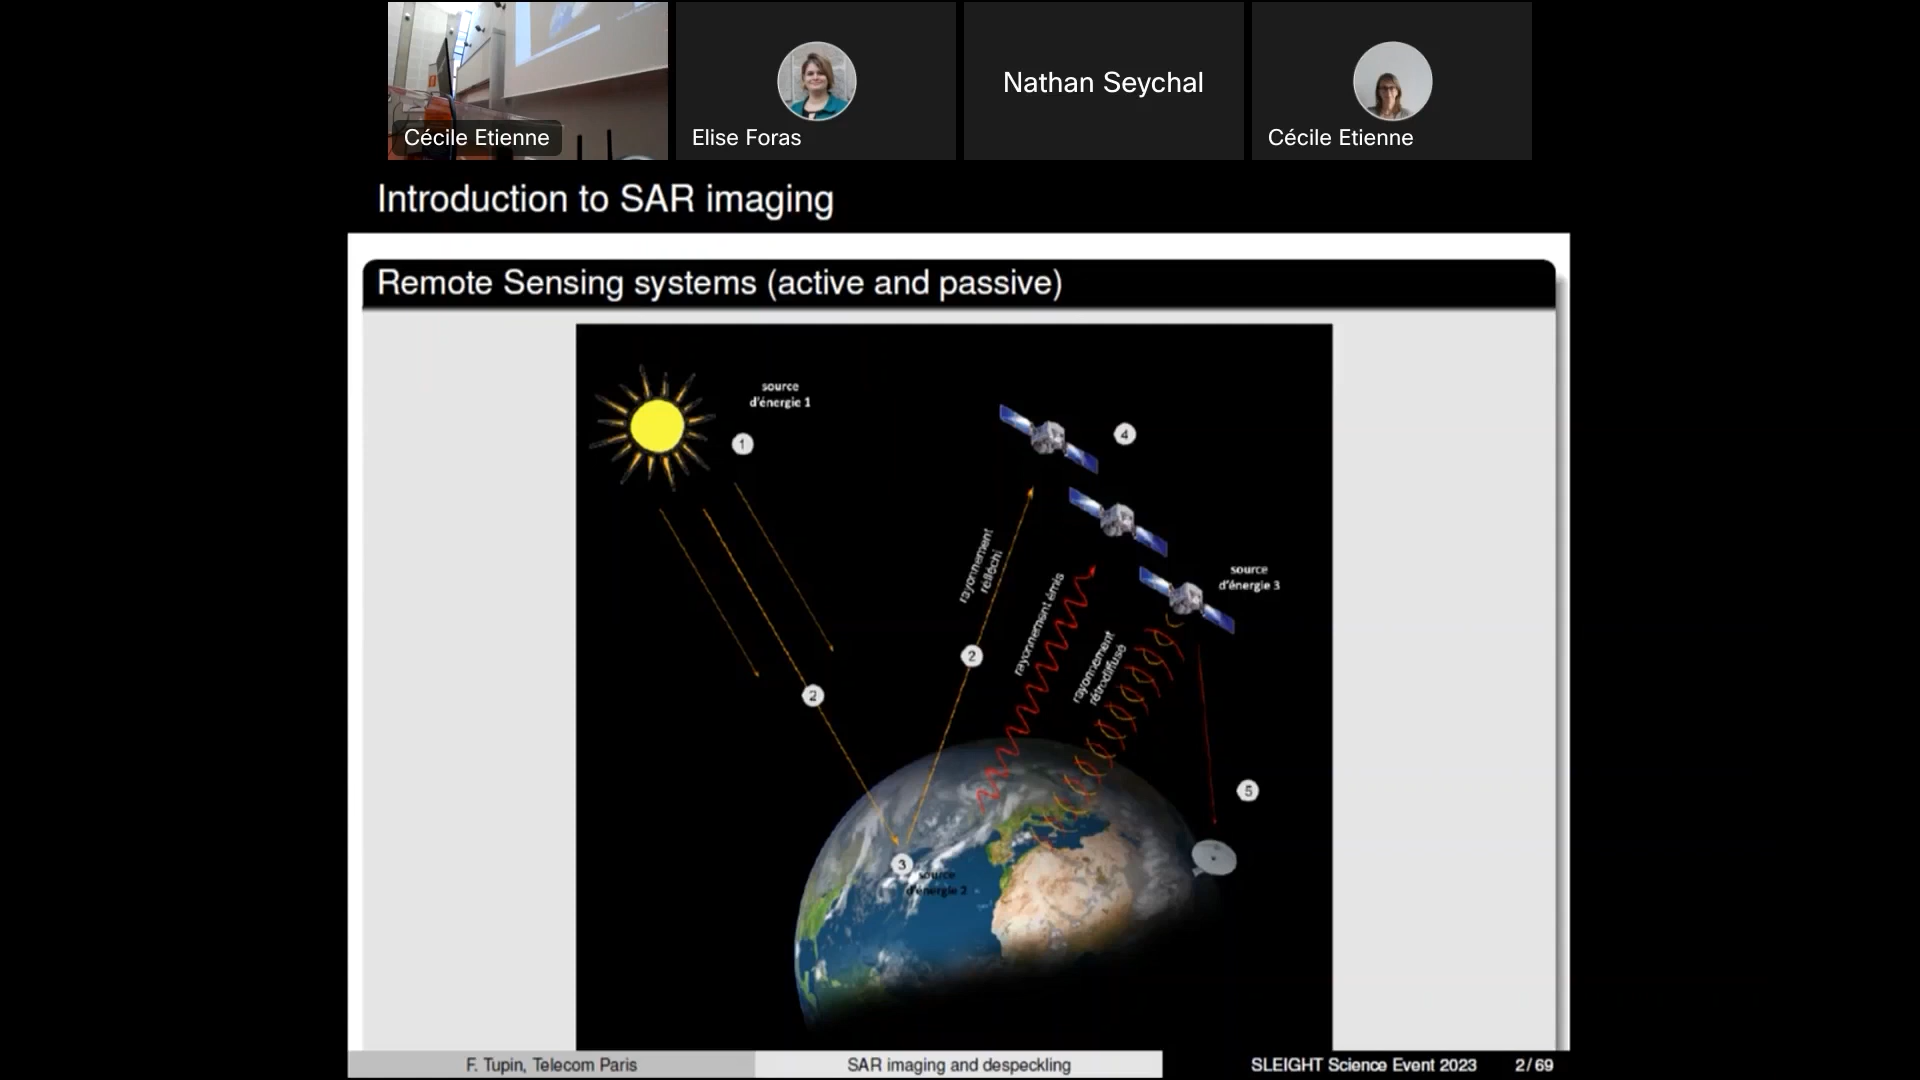 Cécile Etienne
Elise Foras
Nathan Seychal
Cécile Etienne
Introduction to SAR imaging
Remote Sensing systems (active and passive)
source
d'énergie 1
1
4
rayonnement
réfléchi
source
d'énergie 3
rayonnement émis
rayonnement
rétrodiffusé
2
2
5
3
source
d'énergie 2
F. Tupin, Telecom Paris
SAR imaging and despeckling
SLEIGHT Science Event 2023
2/69